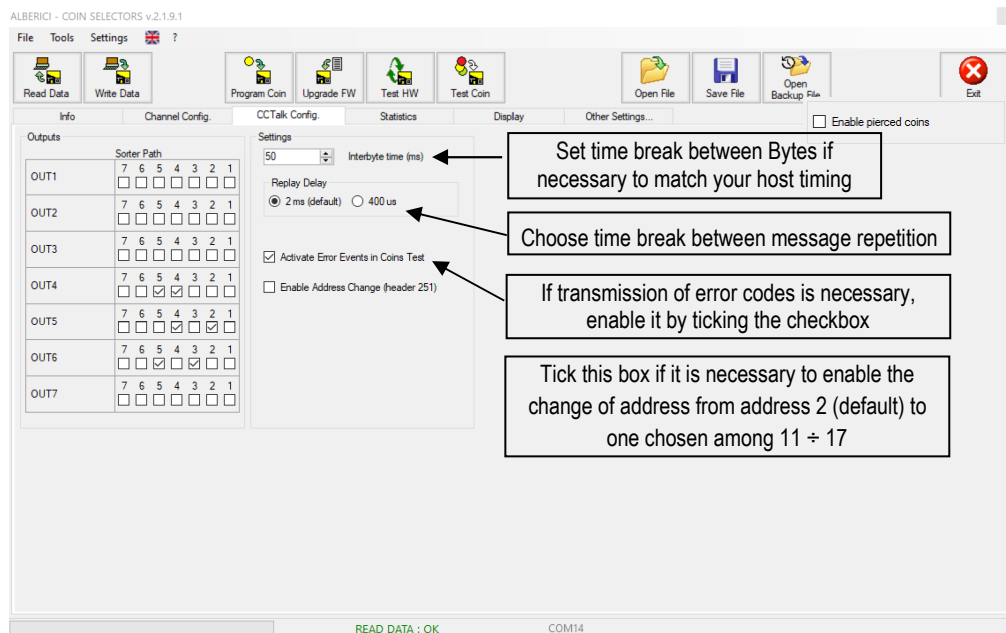 ALBERICI - COIN SELECTORS v.2.1.9.1
File Tools Settings ?
Read Data Write Data Program Coin Upgrade FW Test HW Test Coin Open File Save File Open Backup File Exit
Info Channel Config. CCTalk Config. Statistics Display Other Settings...
Enable pierced coins
Outputs
Sorter Path
OUT1 7 6 5 4 3 2 1
OUT2 7 6 5 4 3 2 1
OUT3 7 6 5 4 3 2 1
OUT4 7 6 5 4 3 2 1
OUT5 7 6 5 4 3 2 1
OUT6 7 6 5 4 3 2 1
OUT7 7 6 5 4 3 2 1
Settings
50 Interbyte time (ms)
Replay Delay
2 ms (default) 400 us
Activate Error Events in Coins Test
Enable Address Change (header 251)
Set time break between Bytes if
necessary to match your host timing
Choose time break between message repetition
If transmission of error codes is necessary,
enable it by ticking the checkbox
Tick this box if it is necessary to enable the
change of address from address 2 (default) to
one chosen among 11 ÷ 17
READ DATA : OK COM14